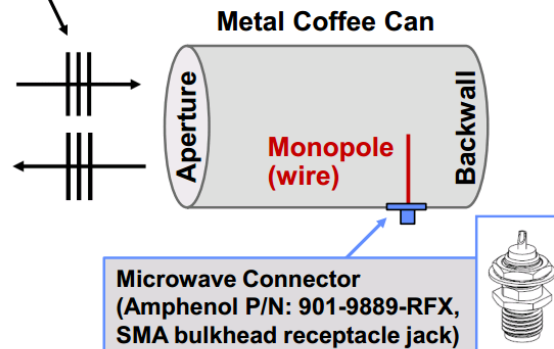 Metal Coffee Can
Aperture
Monopole
(wire)
Backwall
Microwave Connector
(Amphenol P/N: 901-9889-RFX,
SMA bulkhead receptacle jack)